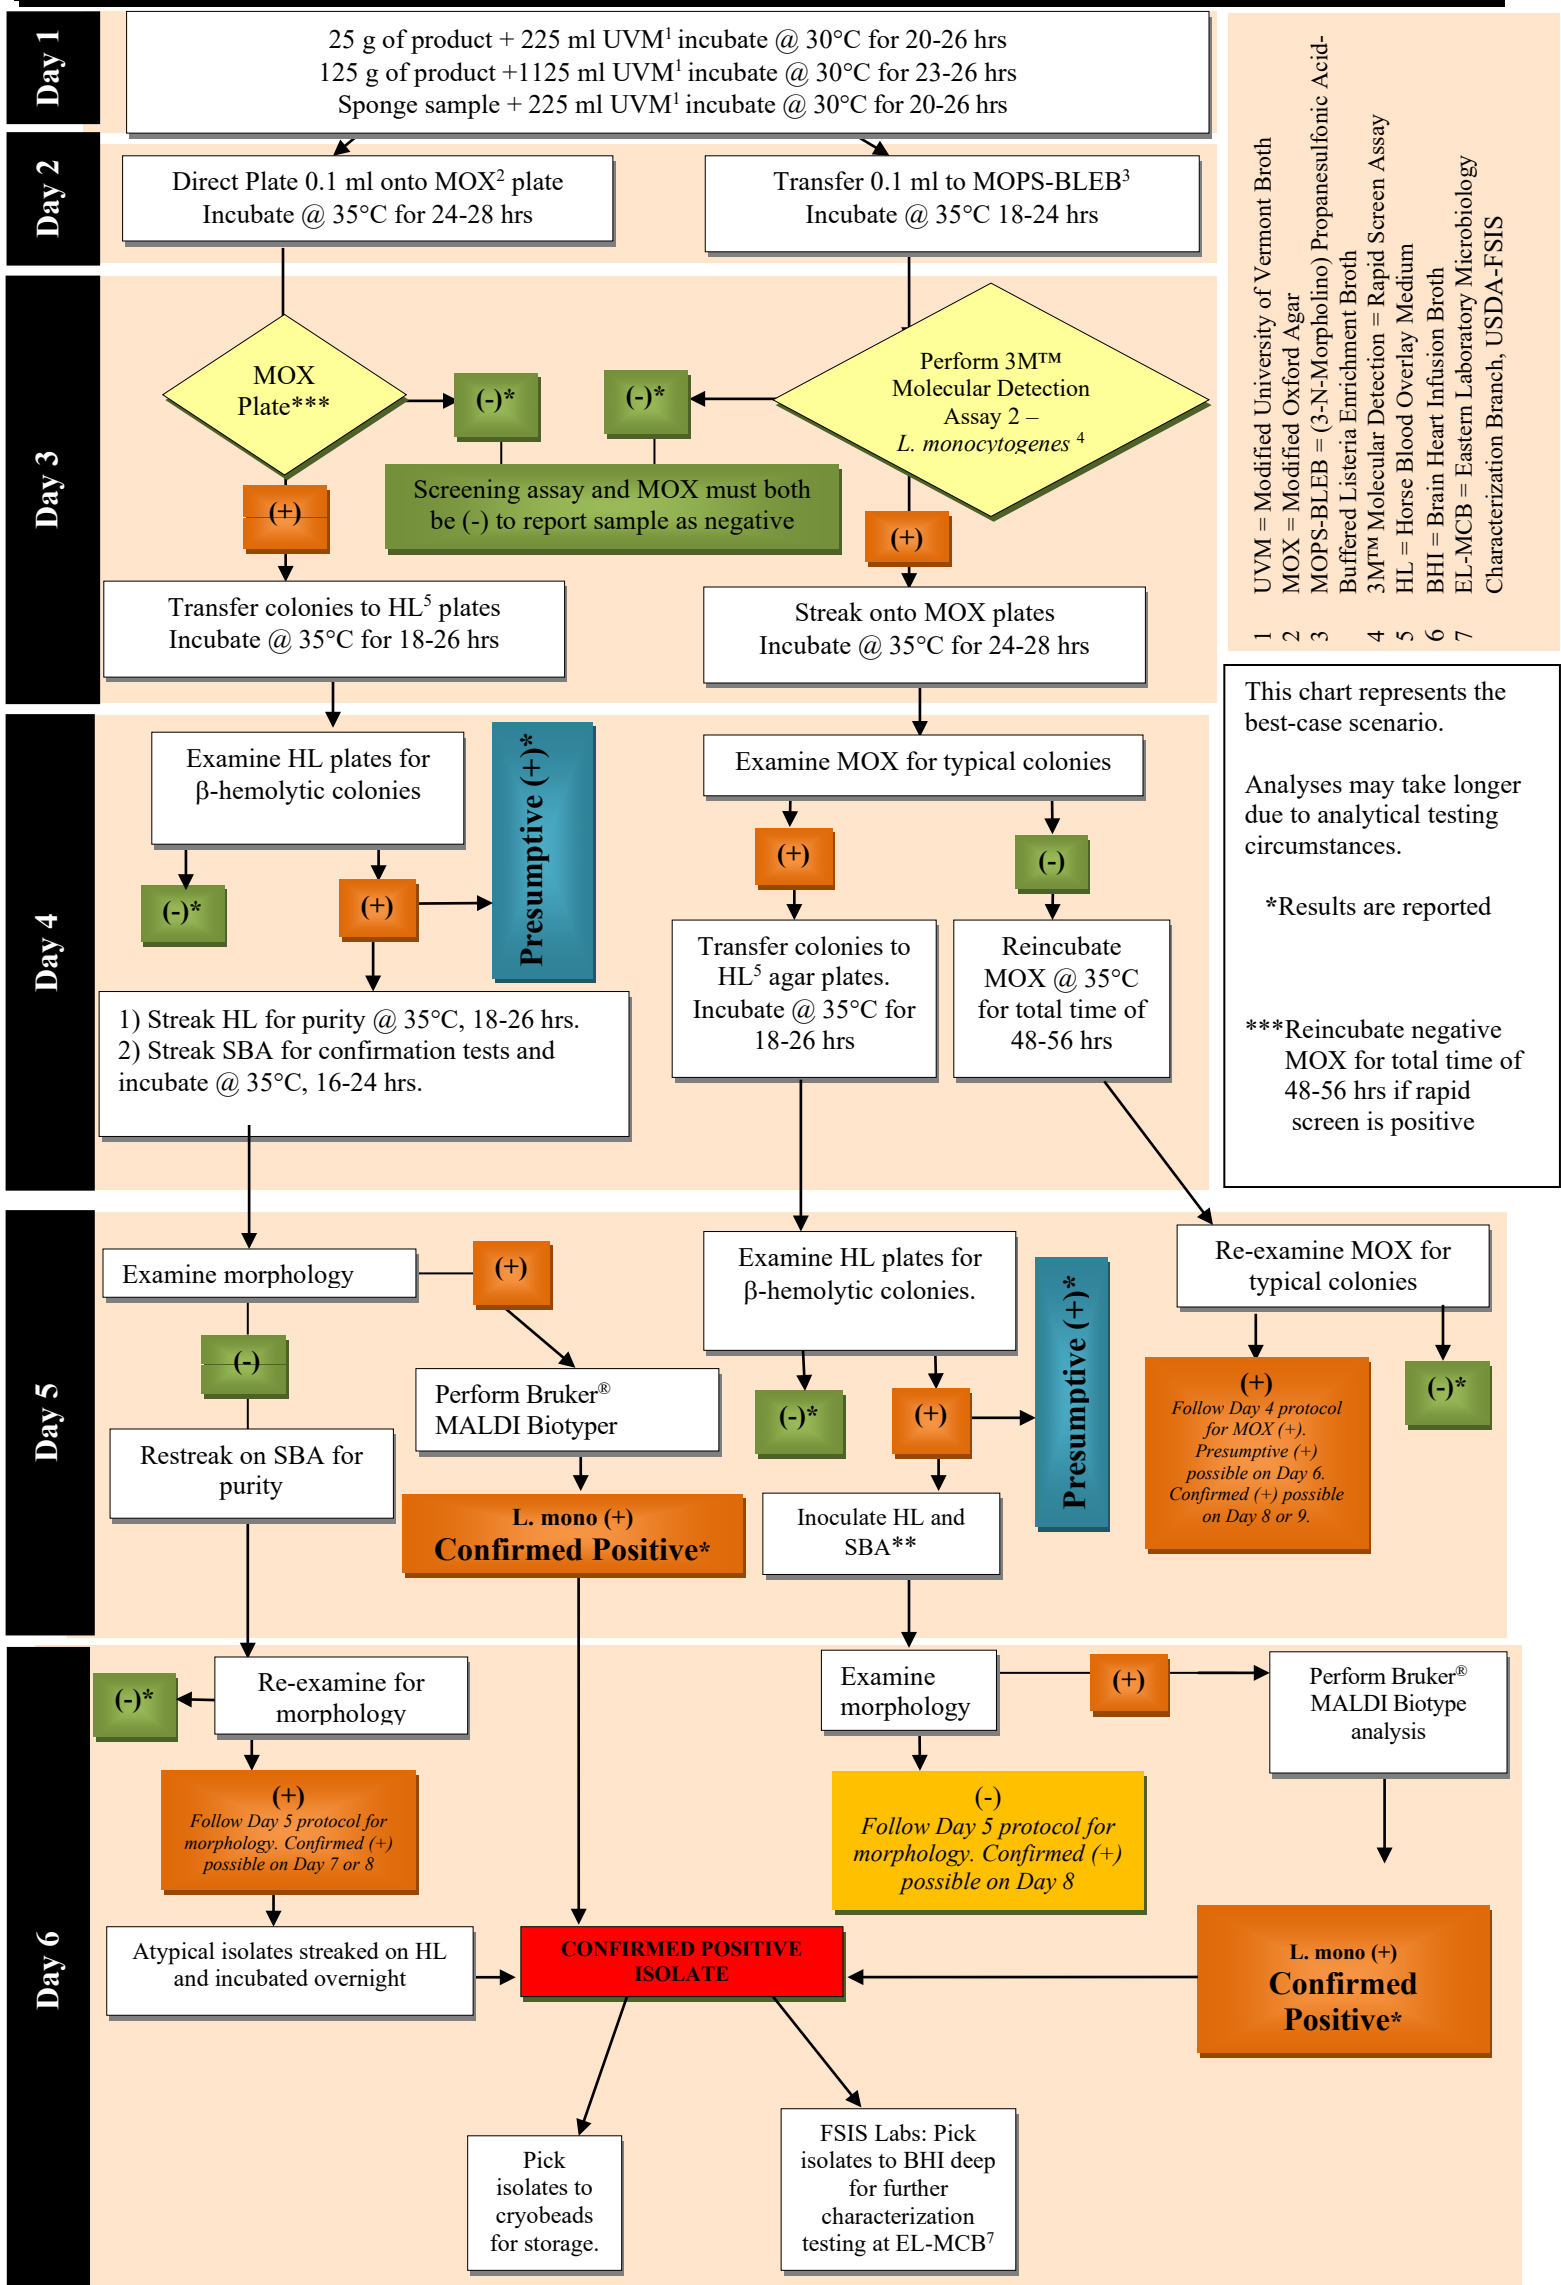 Day 1
25 g of product + 225 ml UVM1 incubate @ 30°C for 20-26 hrs
125 g of product +1125 ml UVM1 incubate @ 30°C for 23-26 hrs
Sponge sample + 225 ml UVM1 incubate @ 30°C for 20-26 hrs
Day 2
Direct Plate 0.1 ml onto MOX2 plate
Incubate @ 35°C for 24-28 hrs
Transfer 0.1 ml to MOPS-BLEB3
Incubate @ 35°C 18-24 hrs
Day 3
MOX
Plate***
(-)*
(-)*
Perform 3M™
Molecular Detection
Assay 2 –
L. monocytogenes 4
Screening assay and MOX must both
be (-) to report sample as negative
(+)
(+)
Transfer colonies to HL5 plates
Incubate @ 35°C for 18-26 hrs
Streak onto MOX plates
Incubate @ 35°C for 24-28 hrs
1 UVM = Modified University of Vermont Broth
2 MOX = Modified Oxford Agar
3 MOPS-BLEB = (3-N-Morpholino) Propanesulfonic Acid-
Buffered Listeria Enrichment Broth
4 3M™ Molecular Detection = Rapid Screen Assay
5 HL = Horse Blood Overlay Medium
6 BHI = Brain Heart Infusion Broth
7 EL-MCB = Eastern Laboratory Microbiology
Characterization Branch, USDA-FSIS
This chart represents the
best-case scenario.
Analyses may take longer
due to analytical testing
circumstances.
*Results are reported
***Reincubate negative
MOX for total time of
48-56 hrs if rapid
screen is positive
Day 4
Examine HL plates for
β-hemolytic colonies
(-)*
(+)
Presumptive (+)*
1) Streak HL for purity @ 35°C, 18-26 hrs.
2) Streak SBA for confirmation tests and
incubate @ 35°C, 16-24 hrs.
Examine MOX for typical colonies
(+)
(-)
Transfer colonies to
HL5 agar plates.
Incubate @ 35°C for
18-26 hrs
Reincubate
MOX @ 35°C
for total time of
48-56 hrs
Day 5
Examine morphology
(+)
(-)
Restreak on SBA for
purity
Perform Bruker®
MALDI Biotyper
L. mono (+)
Confirmed Positive*
Examine HL plates for
β-hemolytic colonies.
(-)*
(+)
Presumptive (+)*
Inoculate HL and
SBA**
Re-examine MOX for
typical colonies
(+)
Follow Day 4 protocol
for MOX (+).
Presumptive (+)
possible on Day 6.
Confirmed (+) possible
on Day 8 or 9.
(-)*
Day 6
(-)*
Re-examine for
morphology
(+)
Follow Day 5 protocol for
morphology. Confirmed (+)
possible on Day 7 or 8
Atypical isolates streaked on HL
and incubated overnight
Examine
morphology
(+)
Perform Bruker®
MALDI Biotype
analysis
(-)
Follow Day 5 protocol for
morphology. Confirmed (+)
possible on Day 8
CONFIRMED POSITIVE
ISOLATE
L. mono (+)
Confirmed
Positive*
Pick
isolates to
cryobeads
for storage.
FSIS Labs: Pick
isolates to BHI deep
for further
characterization
testing at EL-MCB7